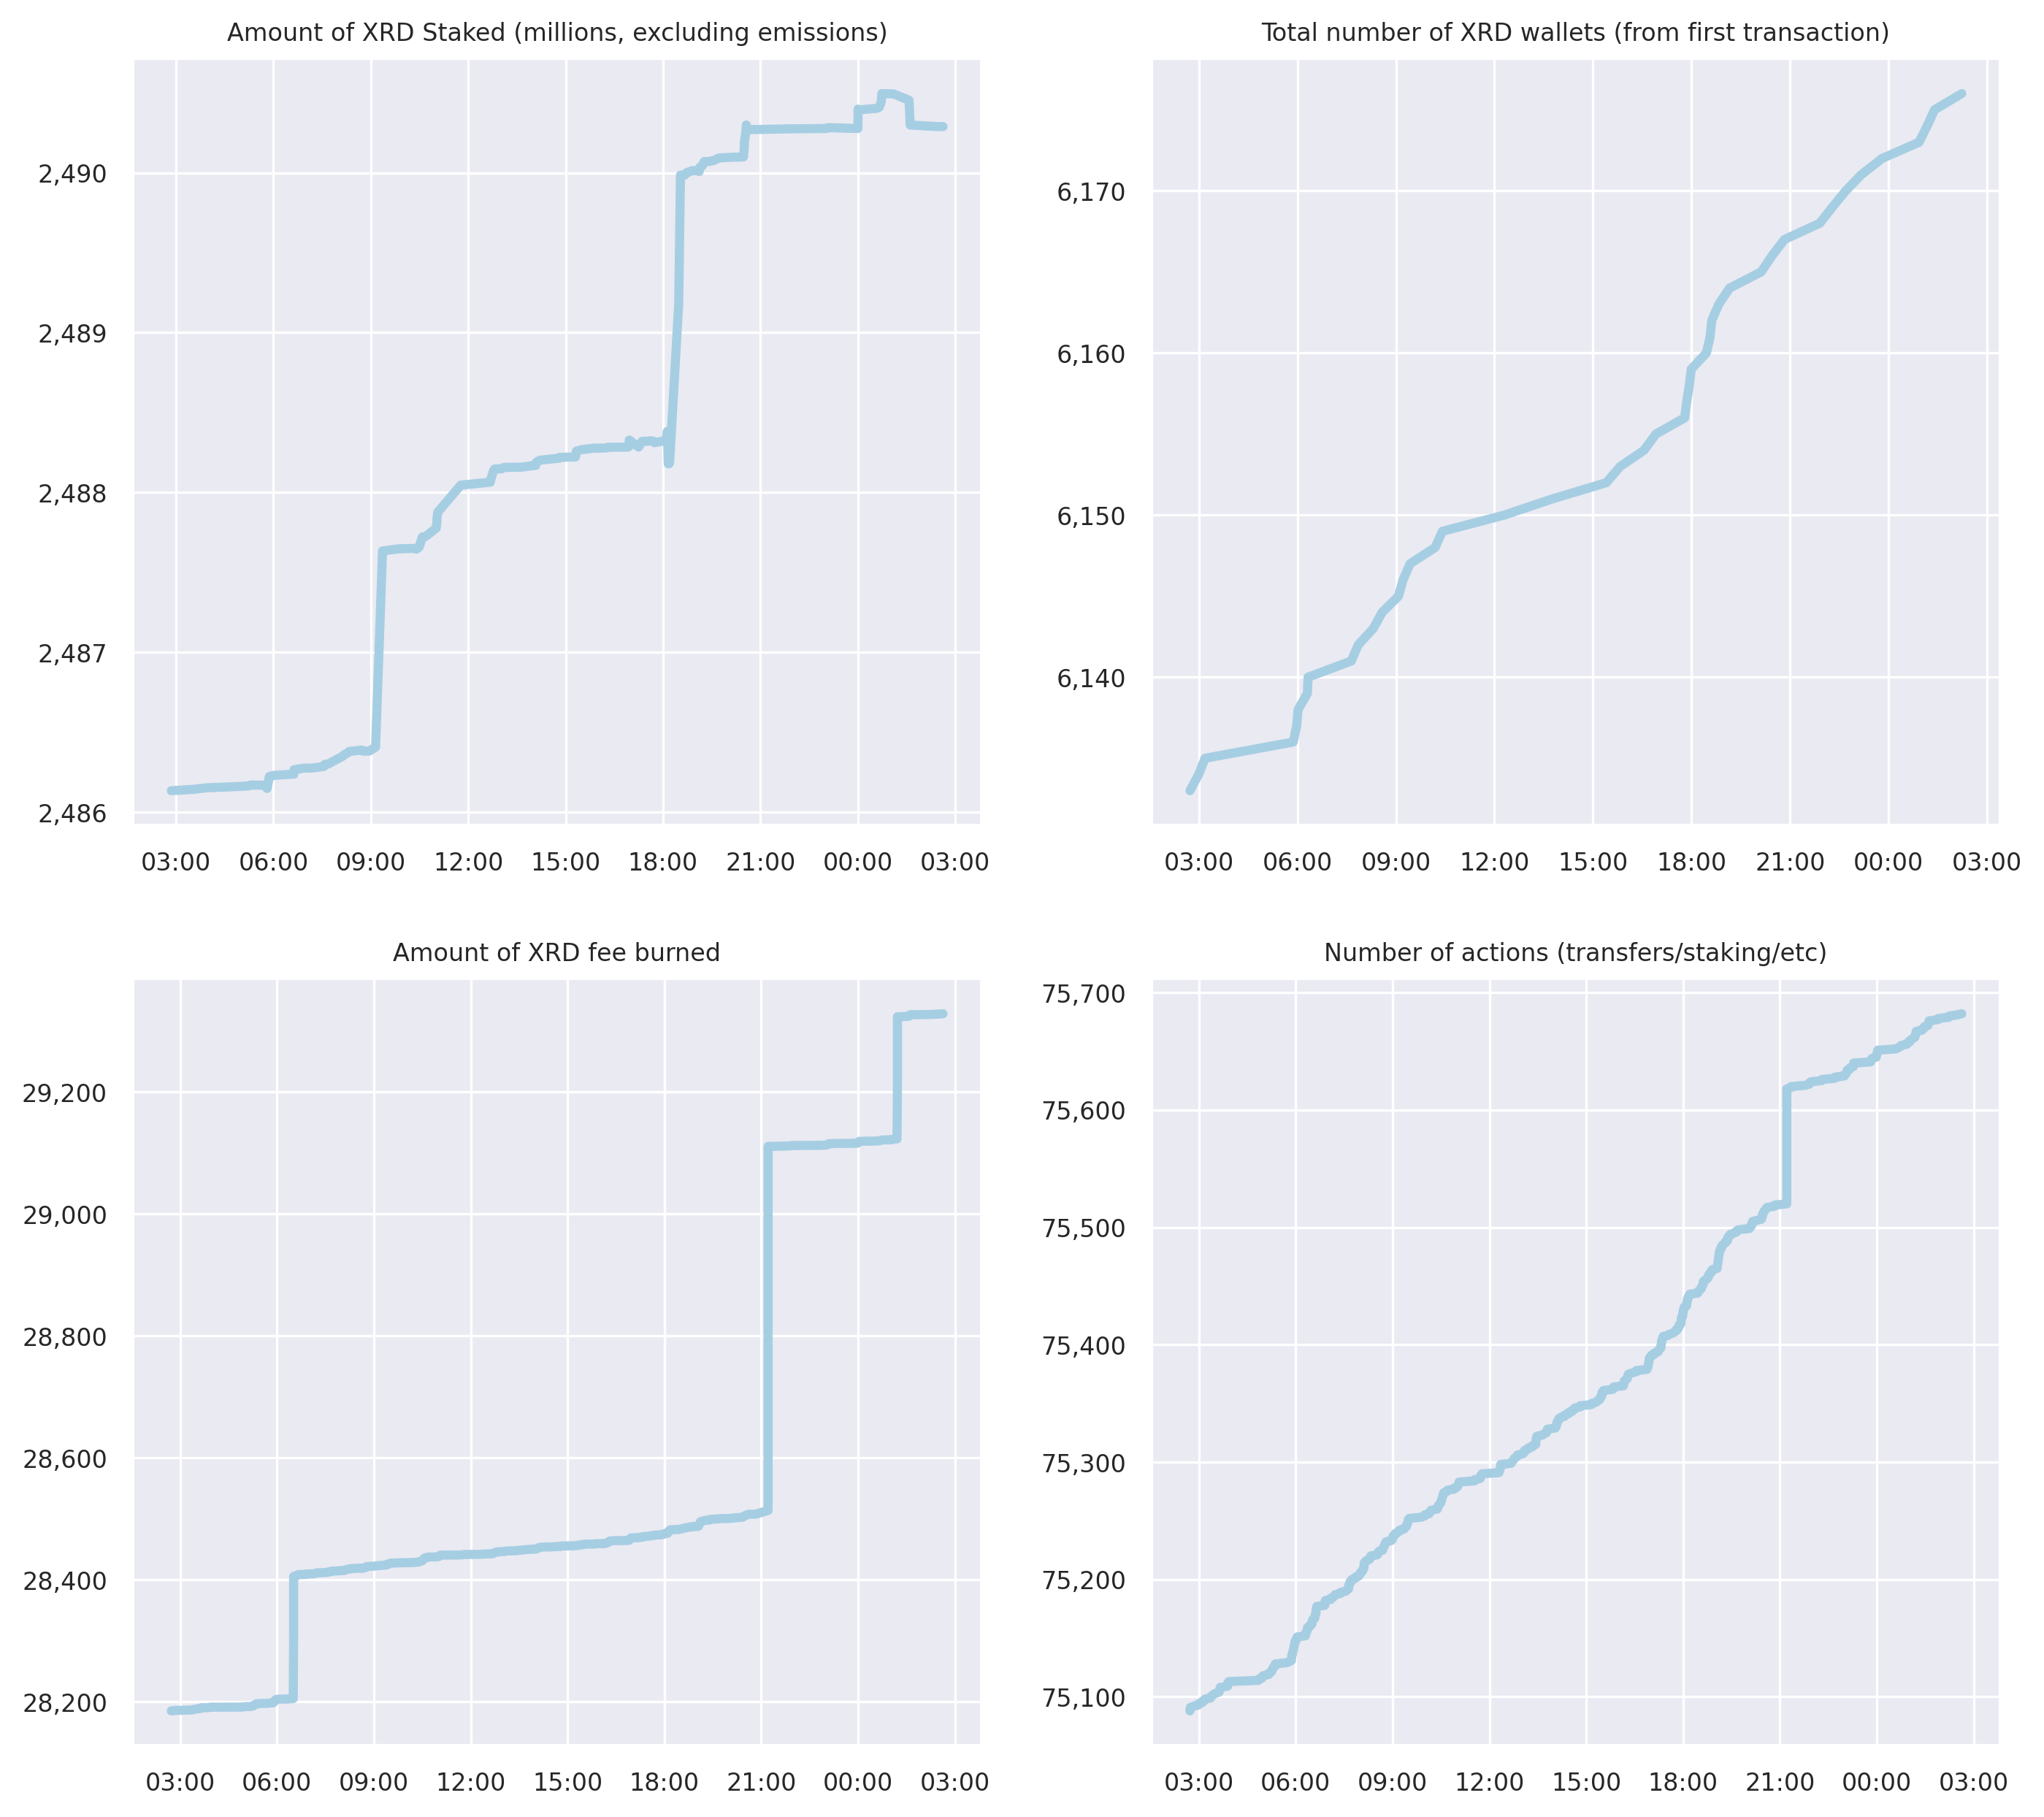 Amount of XRD Staked (millions, excluding emissions)
2,490
2,489
2,488
2,487
2,486
03:00 06:00 09:00 12:00 15:00 18:00 21:00 00:00 03:00
Total number of XRD wallets (from first transaction)
6,170
6,160
6,150
6,140
03:00 06:00 09:00 12:00 15:00 18:00 21:00 00:00 03:00
Amount of XRD fee burned
29,200
29,000
28,800
28,600
28,400
28,200
03:00 06:00 09:00 12:00 15:00 18:00 21:00 00:00 03:00
Number of actions (transfers/staking/etc)
75,700
75,600
75,500
75,400
75,300
75,200
75,100
03:00 06:00 09:00 12:00 15:00 18:00 21:00 00:00 03:00